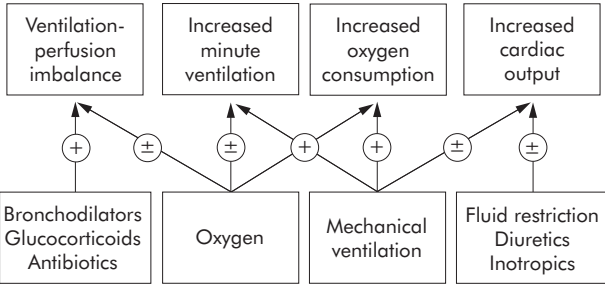 Ventilation-
perfusion
imbalance
Increased
minute
ventilation
Increased
oxygen
consumption
Increased
cardiac
output
+
±
±
+
+
±
±
Bronchodilators
Glucocorticoids
Antibiotics
Oxygen
Mechanical
ventilation
Fluid restriction
Diuretics
Inotropics